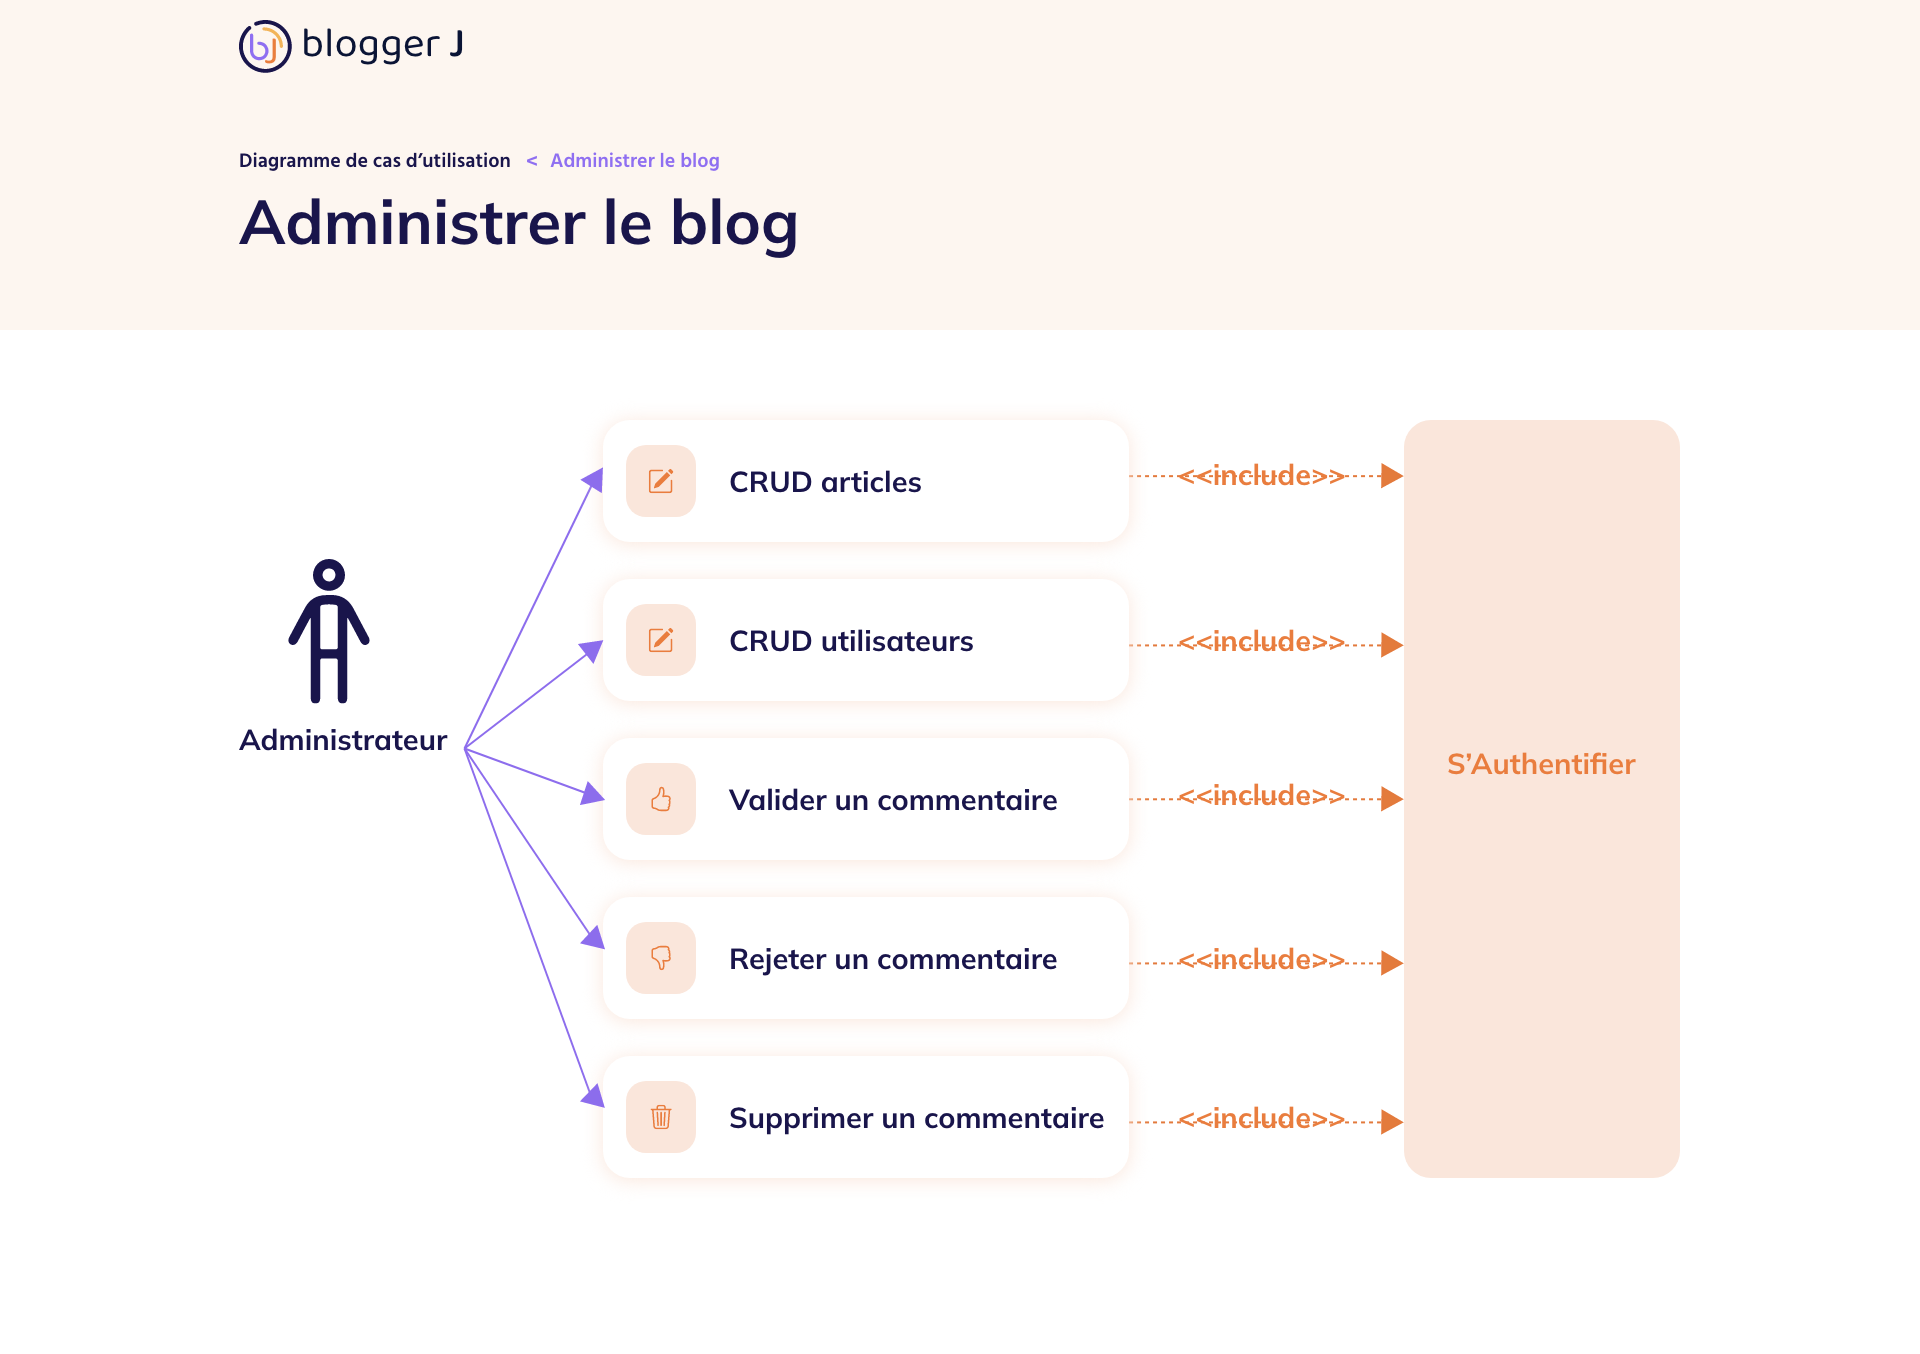 bJ blogger J
Diagramme de cas d’utilisation < Administrer le blog
Administrer le blog
Administrateur
CRUD articles
<<include>>
CRUD utilisateurs
<<include>>
Valider un commentaire
<<include>>
S’Authentifier
Rejeter un commentaire
<<include>>
Supprimer un commentaire
<<include>>